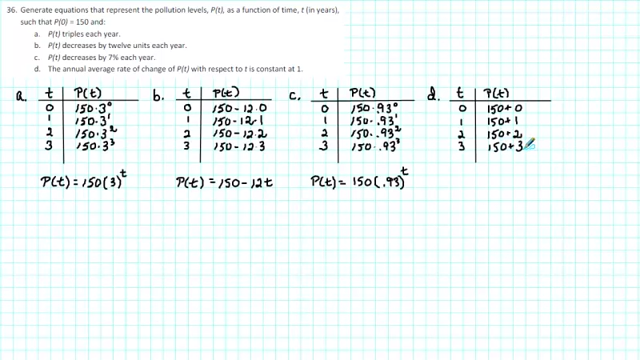 36. Generate equations that represent the pollution levels, P(t), as a function of time, t (in years),
such that P(0) = 150 and:
a. P(t) triples each year.
b. P(t) decreases by twelve units each year.
c. P(t) decreases by 7% each year.
d. The annual average rate of change of P(t) with respect to t is constant at 1.
a. t P(t)
0 150·3⁰
1 150·3¹
2 150·3²
3 150·3³
P(t) = 150(3)ᵗ
b. t P(t)
0 150-12·0
1 150-12·1
2 150-12·2
3 150-12·3
P(t) = 150-12t
c. t P(t)
0 150·.93⁰
1 150·.93¹
2 150·.93²
3 150·.93³
P(t) = 150(.93)ᵗ
d. t P(t)
0 150+0
1 150+1
2 150+2
3 150+3